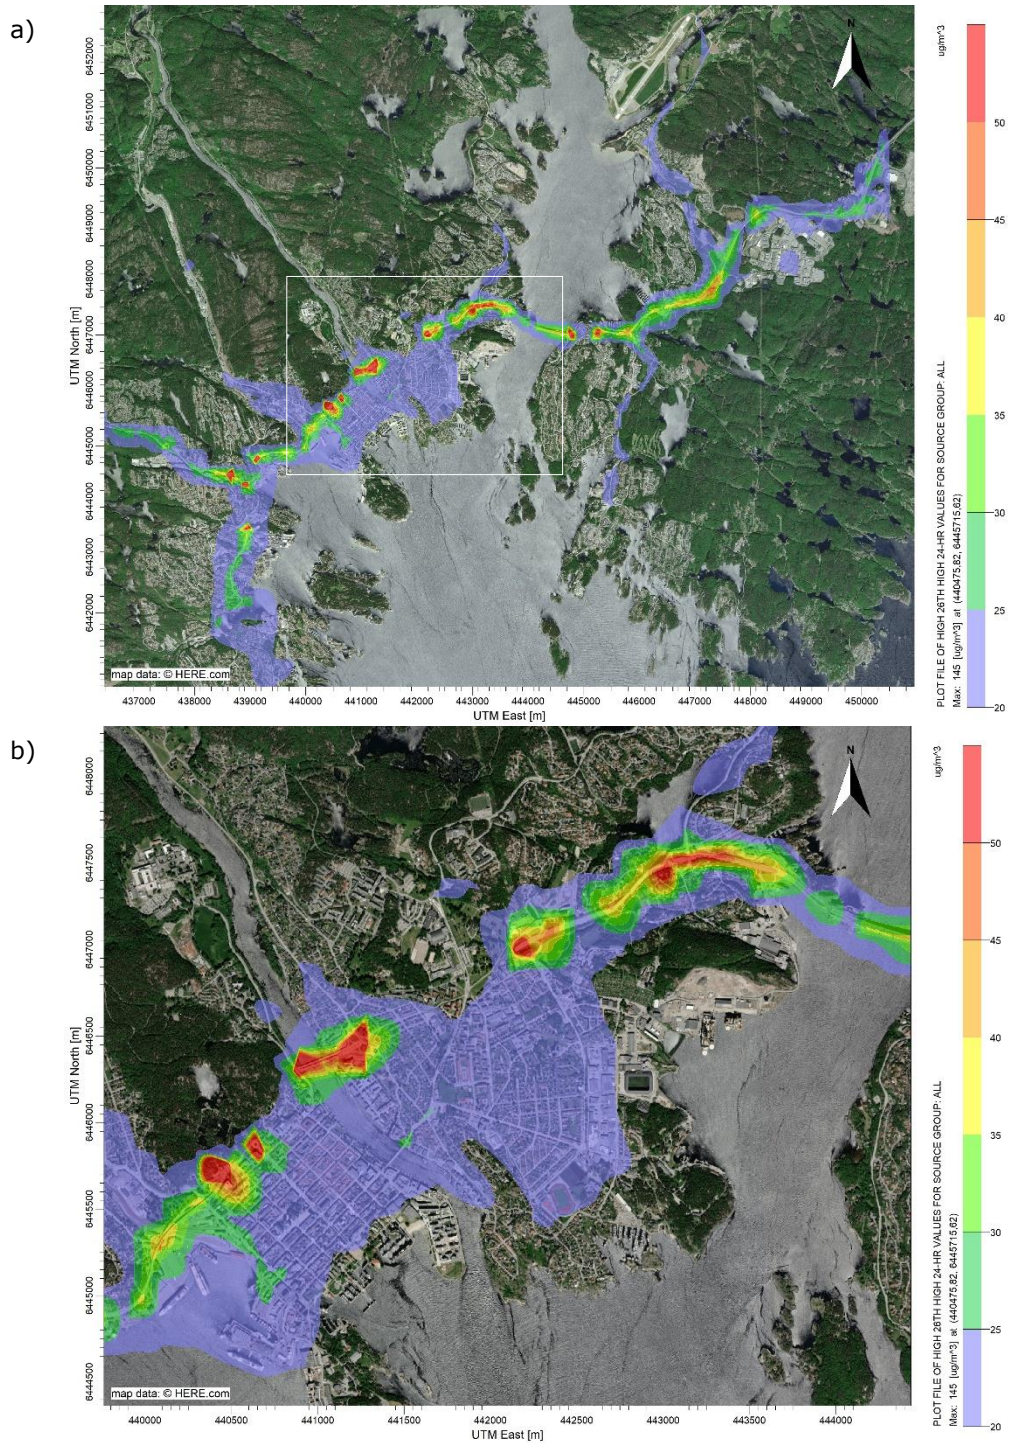 a)
N
6452000
6451000
6450000
6449000
6448000
6447000
6446000
6445000
6444000
6443000
6442000
UTM North [m]
map data: © HERE.com
437000 438000 439000 440000 441000 442000 443000 444000 445000 446000 447000 448000 449000 450000
UTM East [m]
ug/m^3
50
45
40
35
30
25
20
PLOT FILE OF HIGH 26TH HIGH 24-HR VALUES FOR SOURCE GROUP: ALL
Max: 145 [ug/m^3] at (440475,82, 6445715,62)
b)
N
6448000
6447500
6447000
6446500
6446000
6445500
6445000
6444500
UTM North [m]
map data: © HERE.com
440000 440500 441000 441500 442000 442500 443000 443500 444000
UTM East [m]
ug/m^3
50
45
40
35
30
25
20
PLOT FILE OF HIGH 26TH HIGH 24-HR VALUES FOR SOURCE GROUP: ALL
Max: 145 [ug/m^3] at (440475,82, 6445715,62)